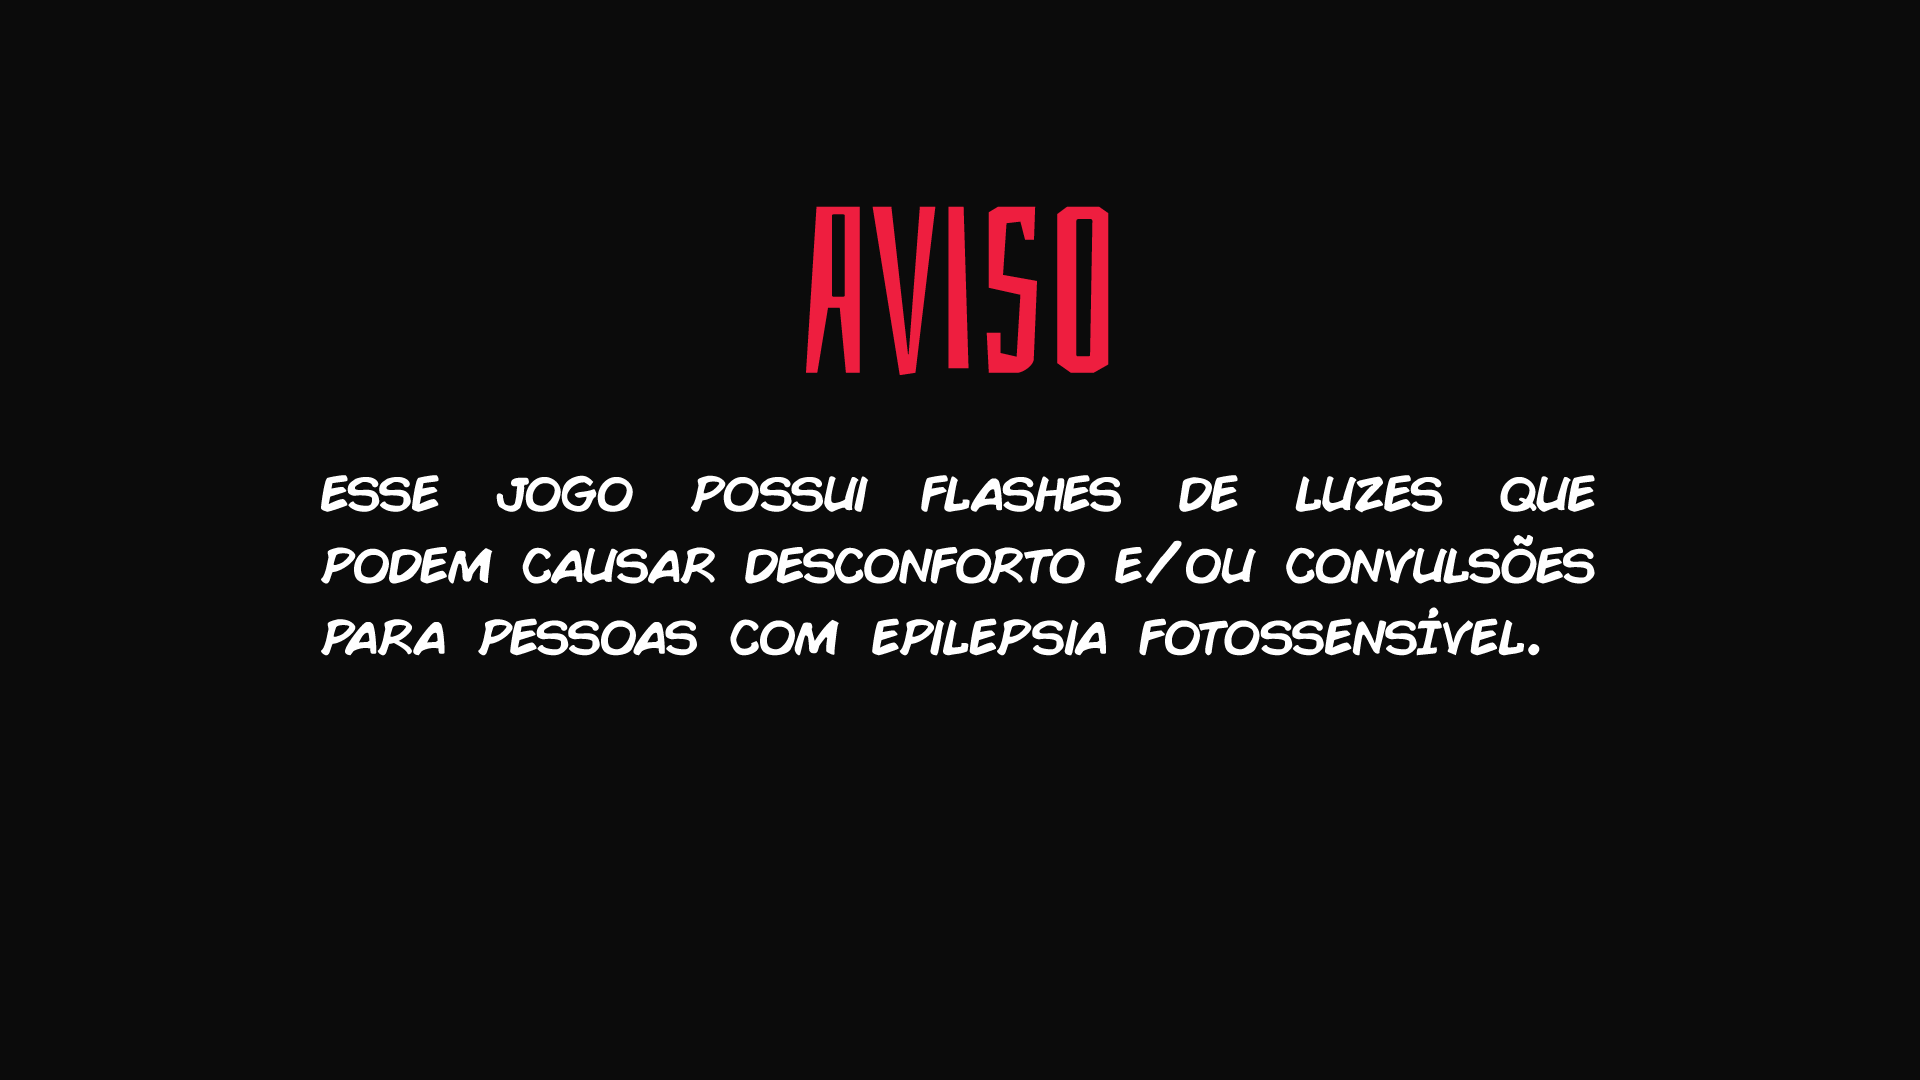 AVISO
ESSE JOGO POSSUI FLASHES DE LUZES QUE
PODEM CAUSAR DESCONFORTO E/OU CONVULSÕES
PARA PESSOAS COM EPILEPSIA FOTOSSENSÍVEL.